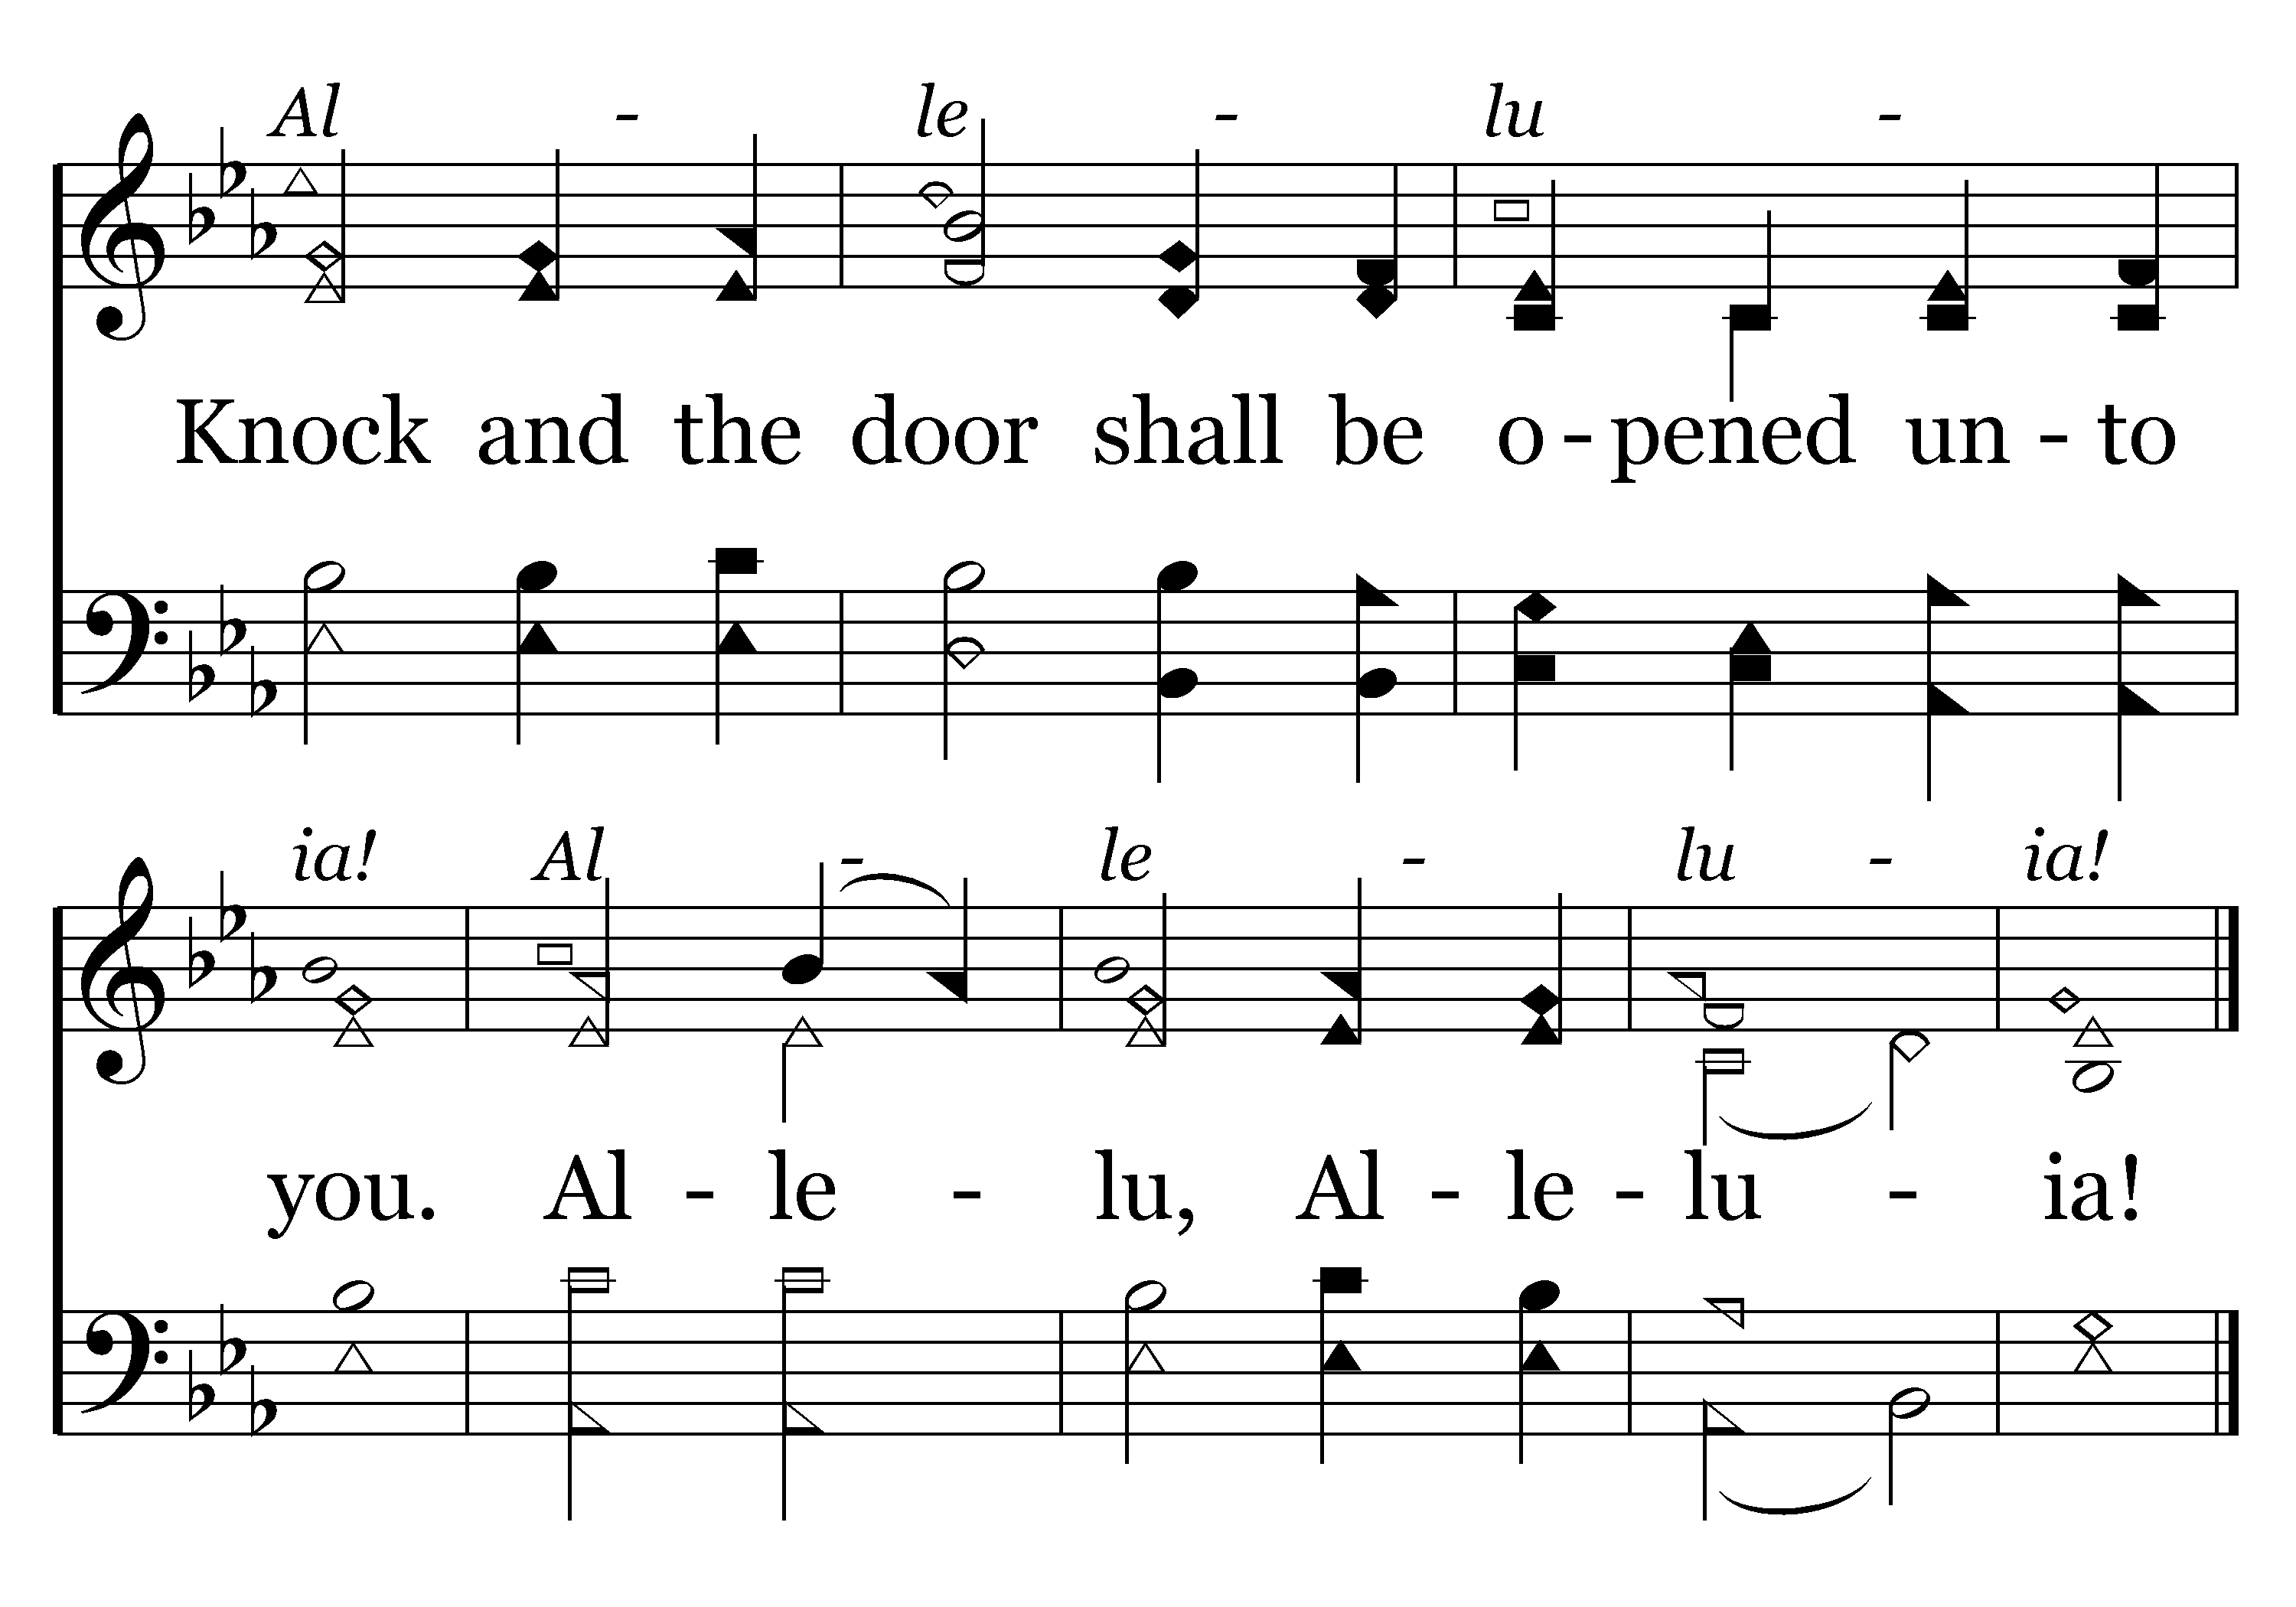 Al - le - lu -
Knock and the door shall be o - pened un - to
ia! Al - le - lu - ia!
you. Al - le - lu, Al - le - lu - ia!